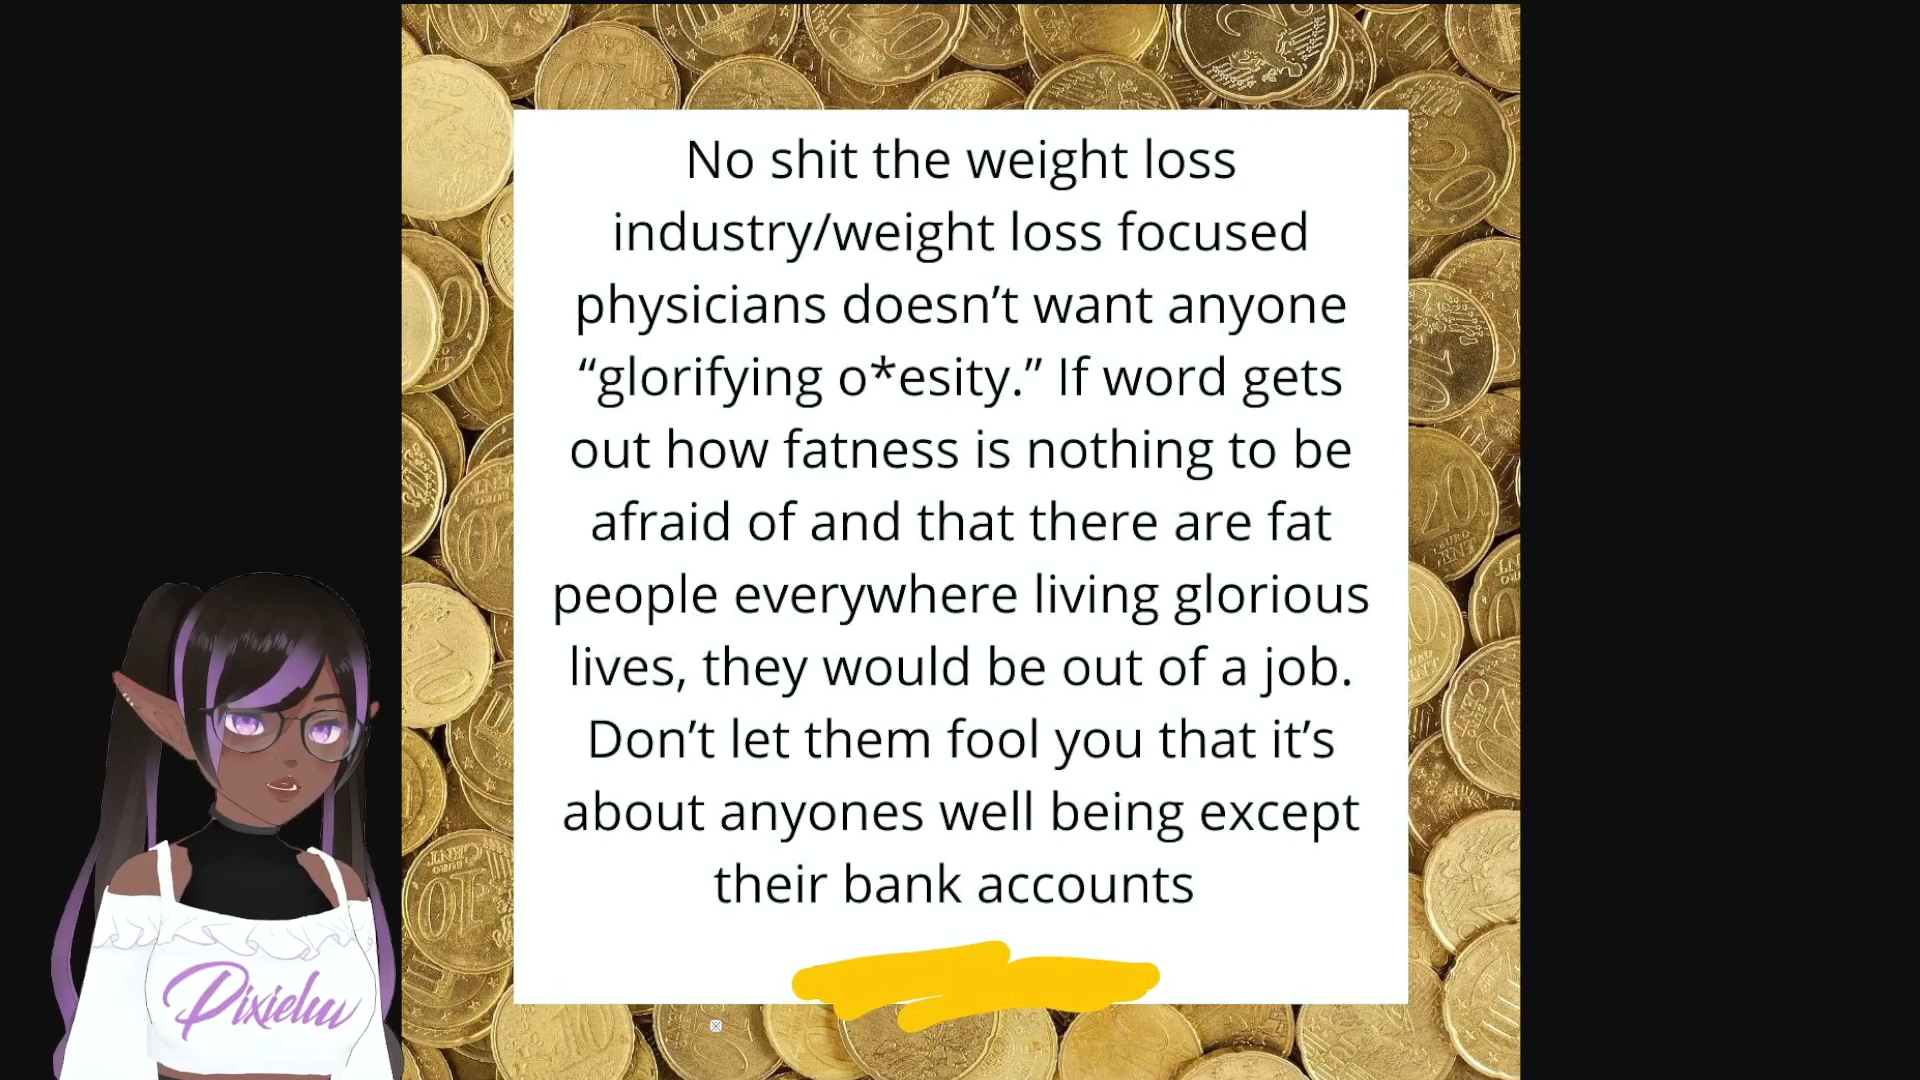 No shit the weight loss
industry/weight loss focused
physicians doesn’t want anyone
“glorifying o*esity.” If word gets
out how fatness is nothing to be
afraid of and that there are fat
people everywhere living glorious
lives, they would be out of a job.
Don’t let them fool you that it’s
about anyones well being except
their bank accounts
Pixieluv